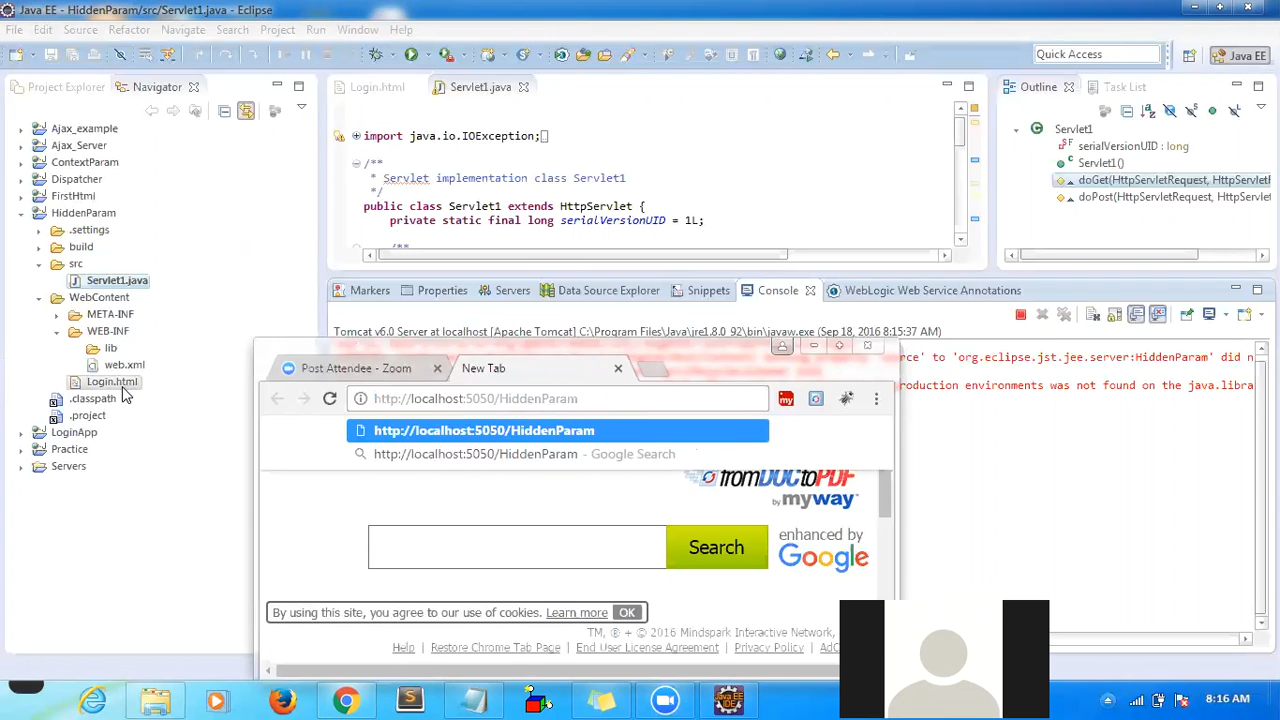 Java EE - HiddenParam/src/Servlet1.java - Eclipse
File Edit Source Refactor Navigate Search Project Run Window Help
Quick Access
Java EE
Project Explorer
Navigator
Ajax_example
Ajax_Server
ContextParam
Dispatcher
FirstHtml
HiddenParam
.settings
build
src
Servlet1.java
WebContent
META-INF
WEB-INF
lib
web.xml
Login.html
.classpath
.project
LoginApp
Practice
Servers
Login.html
Servlet1.java
import java.io.IOException;
/**
* Servlet implementation class Servlet1
*/
public class Servlet1 extends HttpServlet {
private static final long serialVersionUID = 1L;
/**
Outline
Task List
Servlet1
serialVersionUID : long
Servlet1()
doGet(HttpServletRequest, HttpServletR
doPost(HttpServletRequest, HttpServletR
Markers
Properties
Servers
Data Source Explorer
Snippets
Console
WebLogic Web Service Annotations
Tomcat v6.0 Server at localhost [Apache Tomcat] C:\Program Files\Java\jre1.8.0_92\bin\javaw.exe (Sep 18, 2016 8:15:37 AM)
' to 'org.eclipse.jst.jee.server:HiddenParam' did n
roduction environments was not found on the java.libra
Post Attendee - Zoom
New Tab
http://localhost:5050/HiddenParam
http://localhost:5050/HiddenParam
http://localhost:5050/HiddenParam - Google Search
my
fromDOCtoPDF
by myway
Search
enhanced by
Google
By using this site, you agree to our use of cookies. Learn more OK
TM, ® + © 2016 Mindspark Interactive Network,
Help Restore Chrome Tab Page End User License Agreement Privacy Policy
Java EE
IDE
8:16 AM